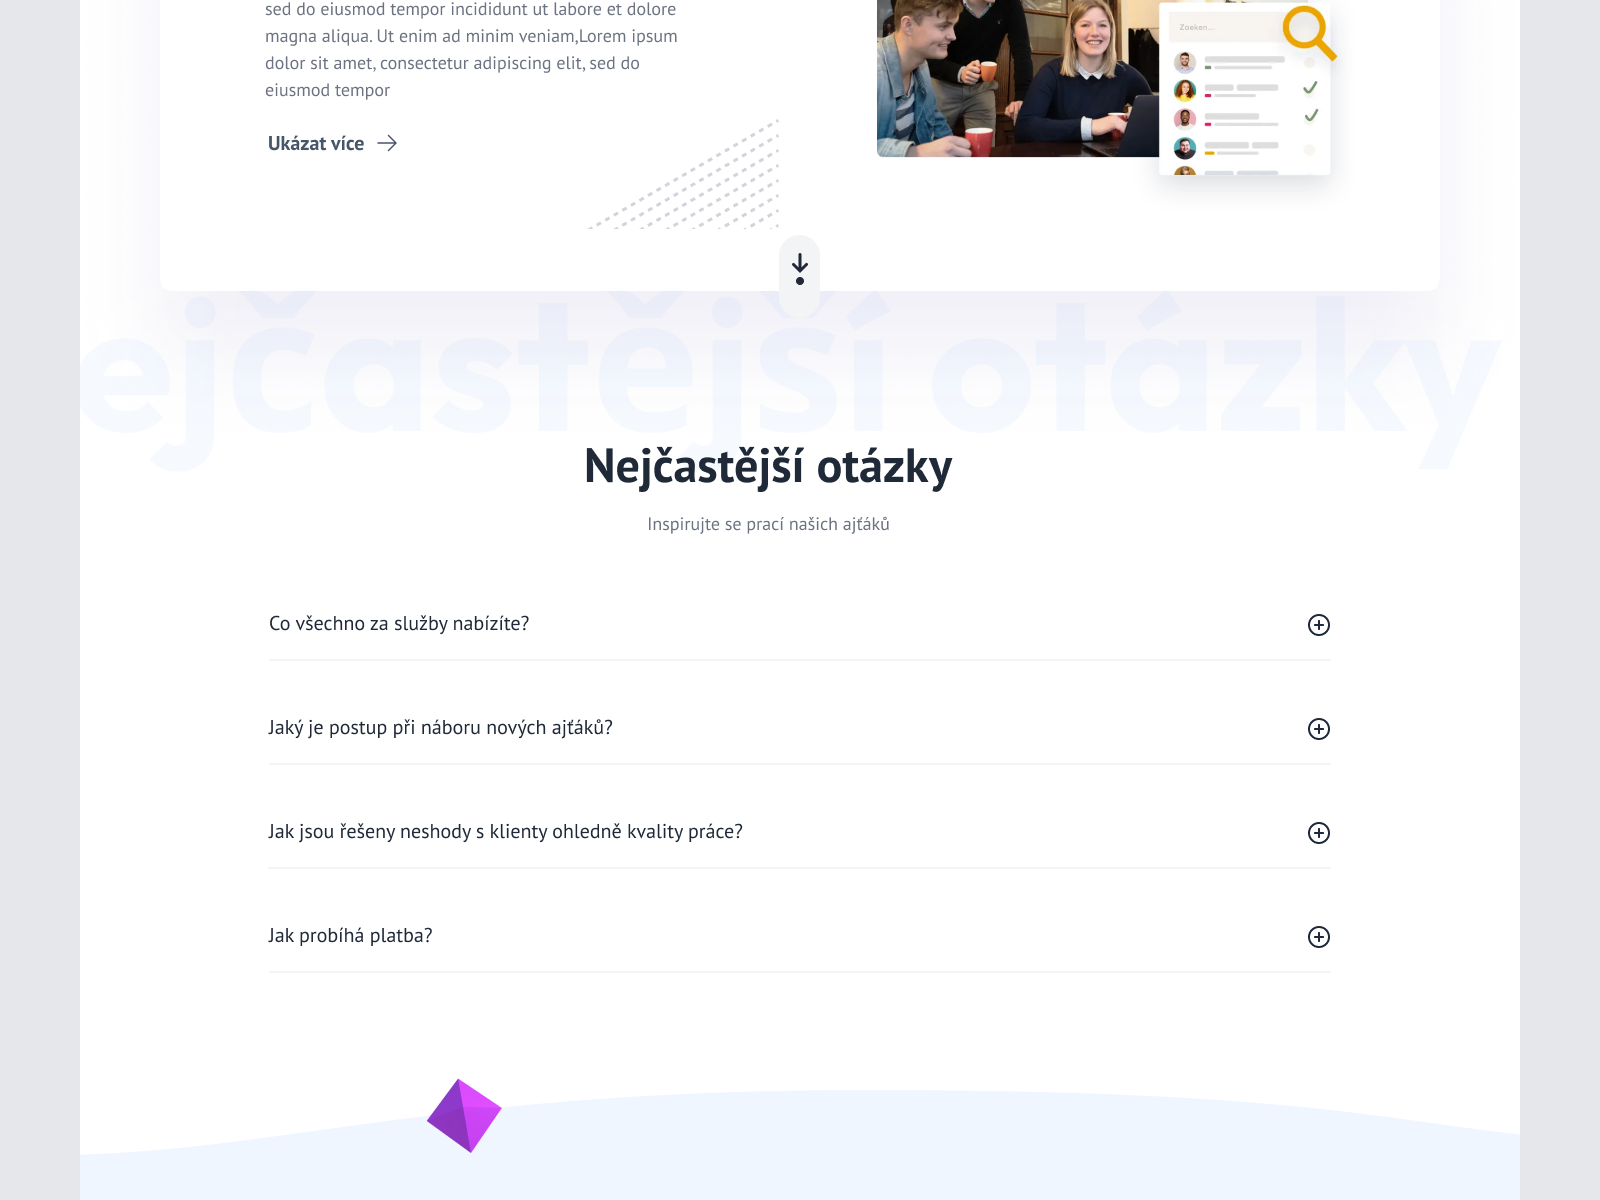 sed do eiusmod tempor incididunt ut labore et dolore
magna aliqua. Ut enim ad minim veniam,Lorem ipsum
dolor sit amet, consectetur adipiscing elit, sed do
eiusmod tempor
Ukázat více
Zoeken...
ejčastější otázky
Nejčastější otázky
Inspirujte se prací našich ajťáků
Co všechno za služby nabízíte?
Jaký je postup při náboru nových ajťáků?
Jak jsou řešeny neshody s klienty ohledně kvality práce?
Jak probíhá platba?